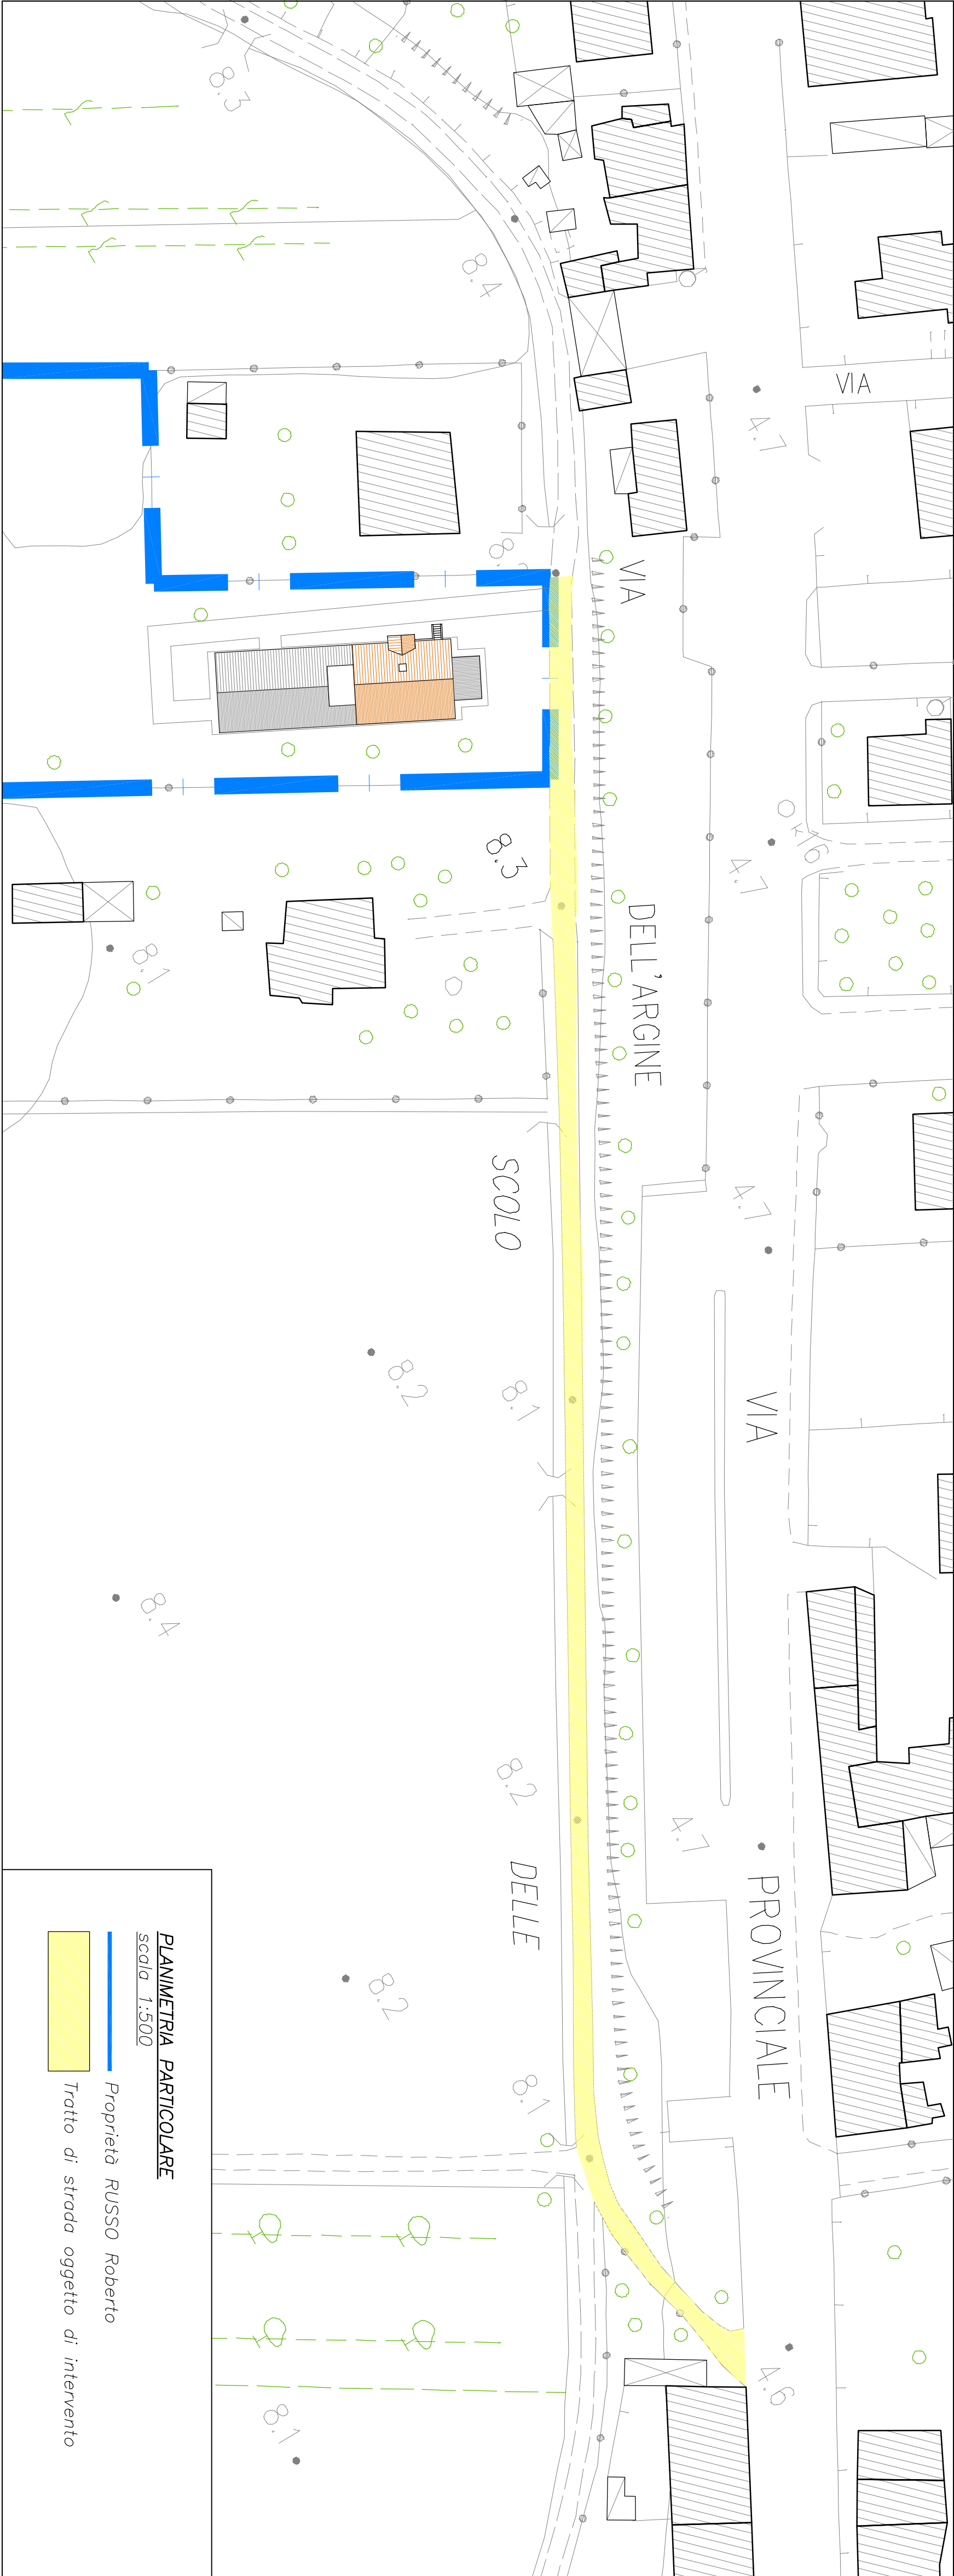 VIA
VIA
DELL'ARGINE
VIA
PROVINCIALE
SCOLO
DELLE
8.3
8.4
4.7
8.3
4.7
8.1
4.7
8.2
8.1
8.4
8.2
4.7
8.2
8.1
4.6
8.1
PLANIMETRIA PARTICOLARE
scala 1:500
Proprietà RUSSO Roberto
Tratto di strada oggetto di intervento